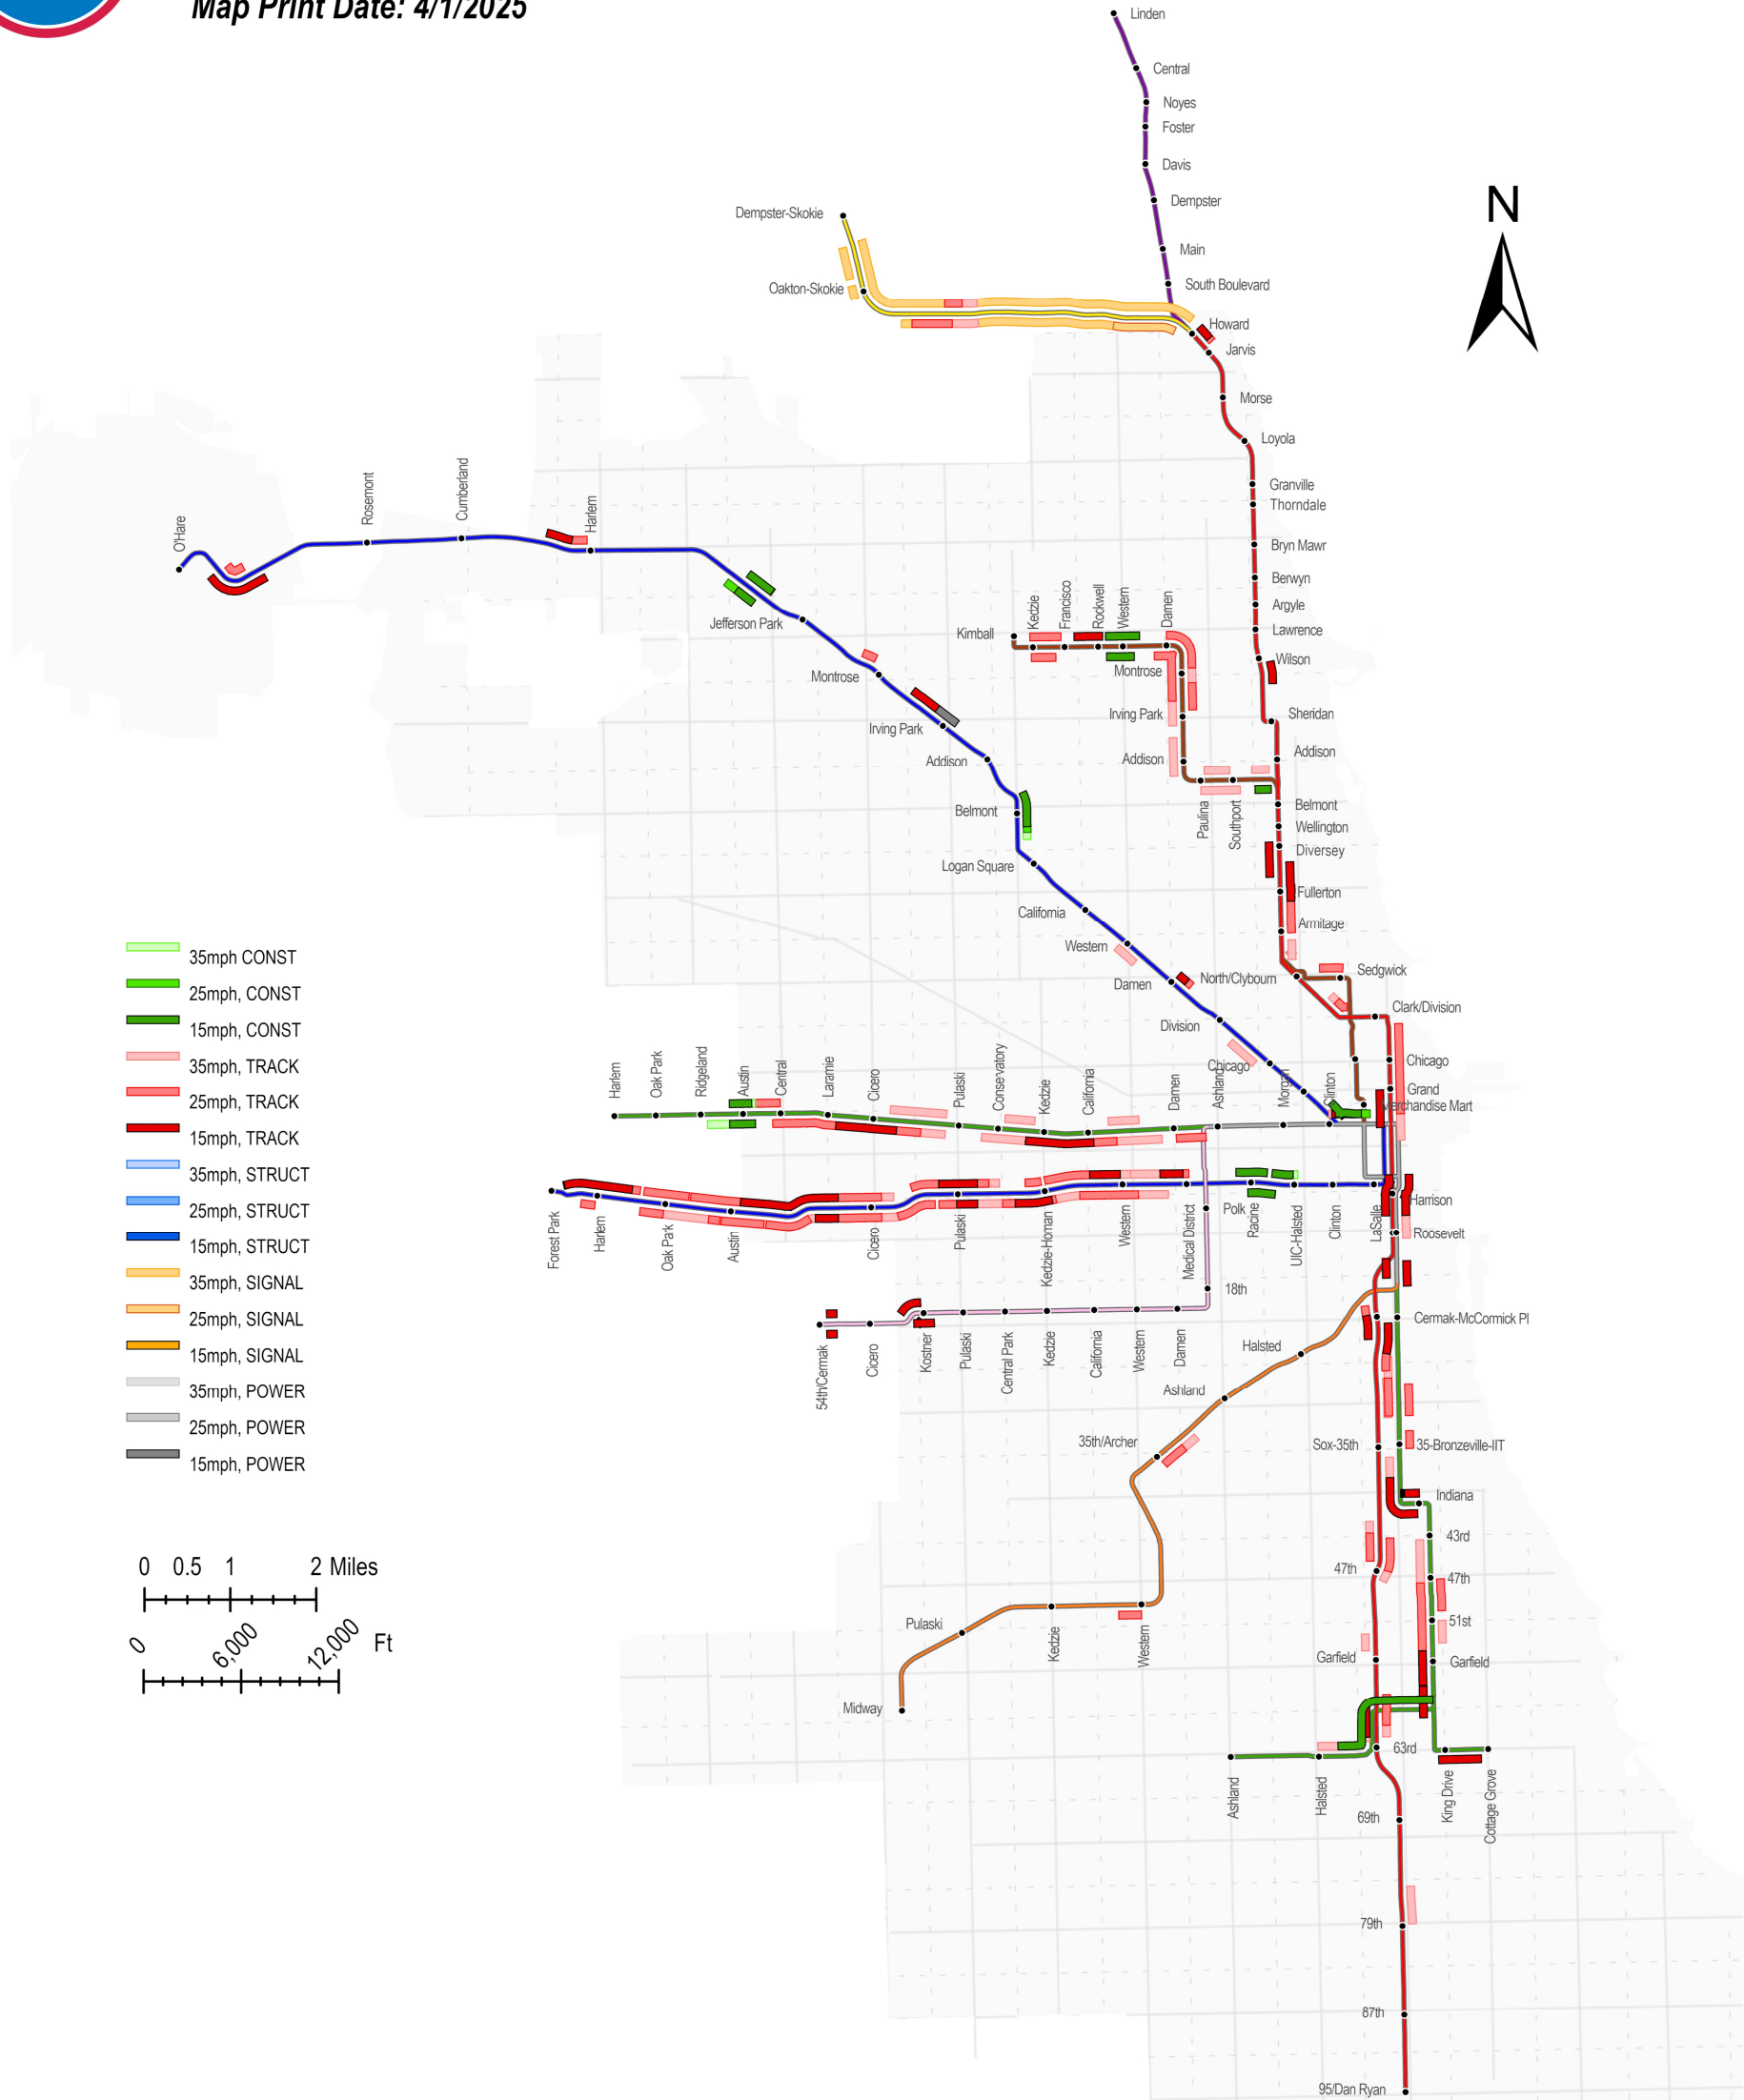 Map Print Date: 4/1/2025
Linden
Central
Noyes
Foster
Davis
Dempster
Main
South Boulevard
Dempster-Skokie
Oakton-Skokie
N
Howard
Jarvis
Morse
Loyola
Granville
Thorndale
Bryn Mawr
Berwyn
Argyle
Lawrence
Wilson
Sheridan
Addison
Belmont
Wellington
Diversey
Fullerton
Armitage
Sedgwick
North/Clybourn
Clark/Division
Chicago
Grand
Merchandise Mart
O'Hare
Rosemont
Cumberland
Harlem
Jefferson Park
Montrose
Irving Park
Addison
Belmont
Logan Square
California
Western
Damen
Division
Chicago
Kimball
Kedzie
Francisco
Rockwell
Western
Damen
Montrose
Irving Park
Addison
Paulina
Southport
35mph CONST
25mph, CONST
15mph, CONST
35mph, TRACK
25mph, TRACK
15mph, TRACK
35mph, STRUCT
25mph, STRUCT
15mph, STRUCT
35mph, SIGNAL
25mph, SIGNAL
15mph, SIGNAL
35mph, POWER
25mph, POWER
15mph, POWER
Harlem
Oak Park
Ridgeland
Austin
Central
Laramie
Cicero
Pulaski
Conservatory
Kedzie
California
Damen
Ashland
Morgan
Clinton
Forest Park
Harlem
Oak Park
Austin
Cicero
Pulaski
Kedzie-Homan
Western
Medical District
Polk
Racine
UIC-Halsted
Clinton
LaSalle
Harrison
Roosevelt
18th
54th/Cermak
Cicero
Kostner
Pulaski
Central Park
Kedzie
California
Western
Damen
Cermak-McCormick Pl
Halsted
Ashland
35th/Archer
Sox-35th
35-Bronzeville-IIT
Indiana
43rd
47th
47th
51st
Garfield
Garfield
Pulaski
Kedzie
Western
Midway
63rd
Ashland
Halsted
King Drive
Cottage Grove
69th
79th
87th
95/Dan Ryan
0 0.5 1 2 Miles
0 6,000 12,000 Ft